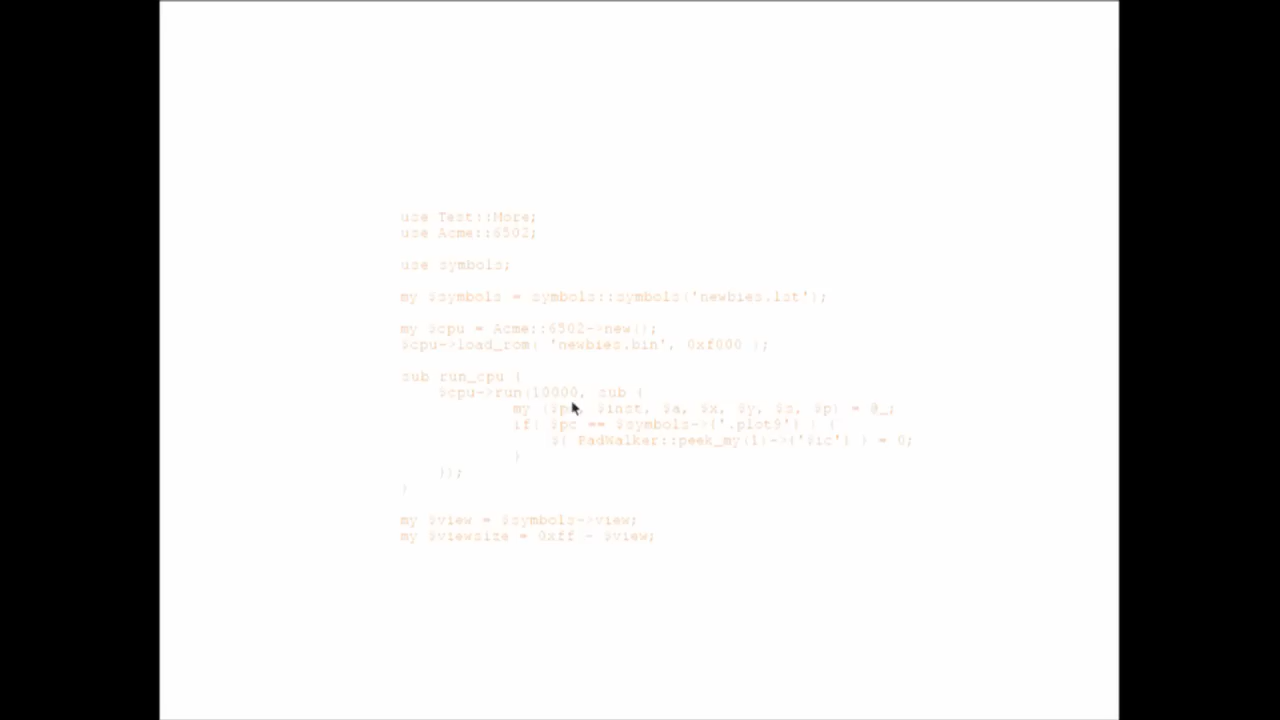 use Test::More;
use Acme::6502;
use symbols;
my $symbols = symbols::symbols('newbies.lst');
my $cpu = Acme::6502->new();
$cpu->load_rom( 'newbies.bin', 0xf000 );
sub run_cpu {
$cpu->run(10000, sub {
my ($pc, $inst, $a, $x, $y, $s, $p) = @_;
if( $pc == $symbols->{'.plot9'} ) {
${ PadWalker::peek_my(1)->{'$ic'} } = 0;
}
});
}
my $view = $symbols->view;
my $viewsize = 0xff - $view;